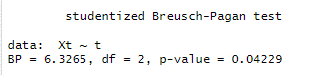 studentized Breusch-Pagan test
data:  Xt ~ t
BP = 6.3265, df = 2, p-value = 0.04229